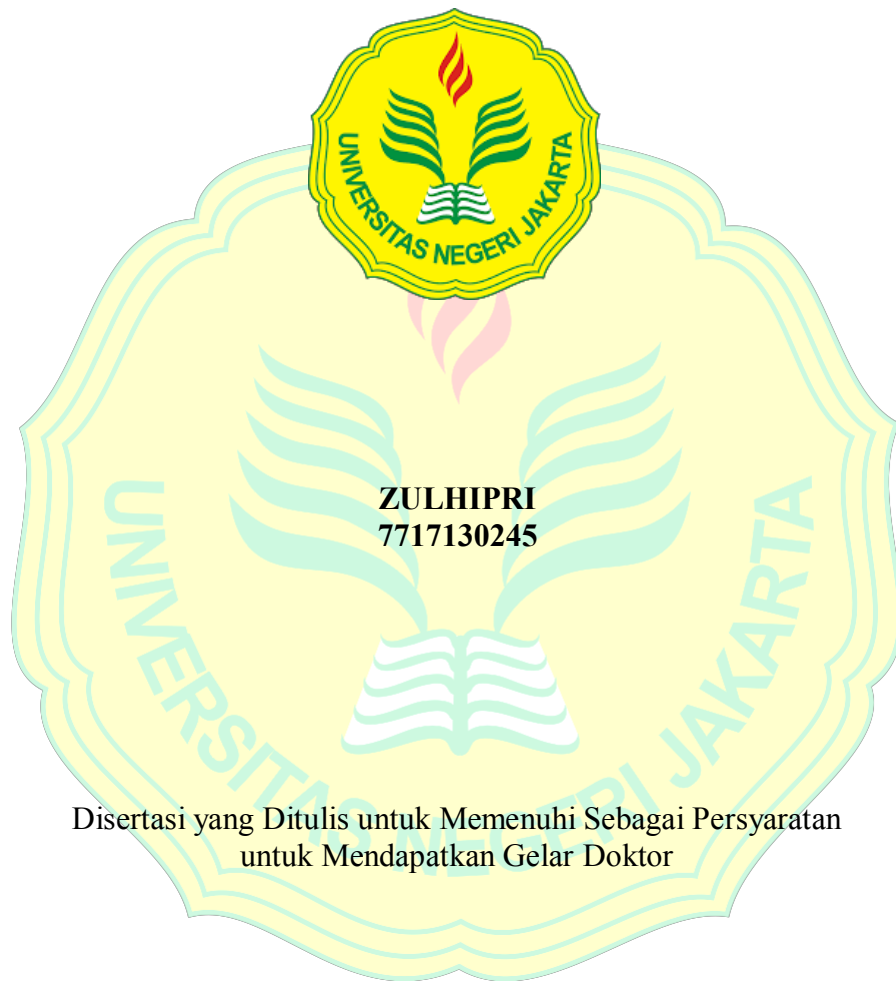 UNIVERSITAS NEGERI JAKARTA
ZULHIPRI
7717130245
UNIVERSITAS NEGERI JAKARTA
Disertasi yang Ditulis untuk Memenuhi Sebagai Persyaratan
untuk Mendapatkan Gelar Doktor